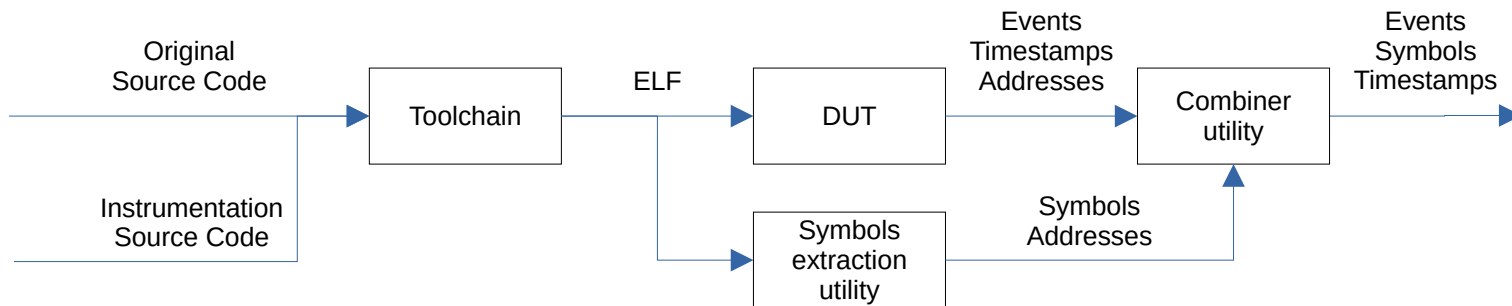 Original
Source Code
Toolchain
ELF
DUT
Events
Timestamps
Addresses
Combiner
utility
Events
Symbols
Timestamps
Instrumentation
Source Code
Symbols
extraction
utility
Symbols
Addresses